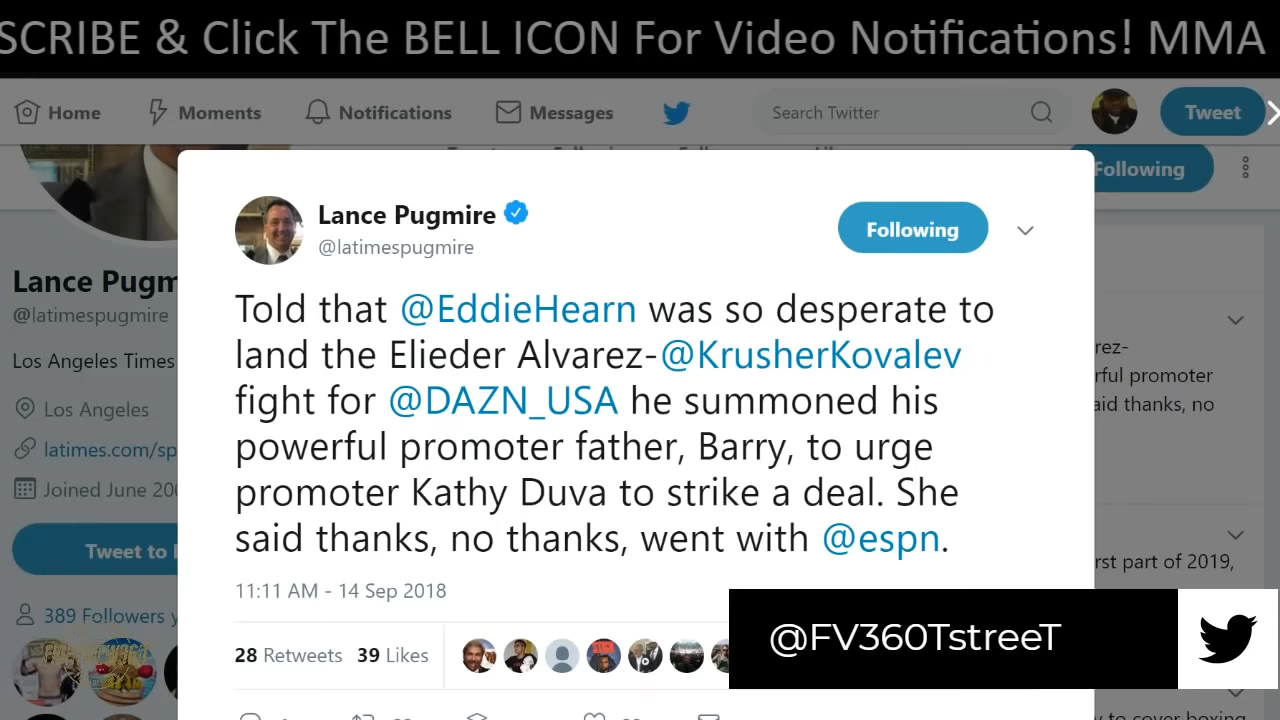 SCRIBE & Click The BELL ICON For Video Notifications! MMA
Home Moments Notifications Messages Search Twitter Tweet
Following
Lance Pugmire
@latimespugmire
Following
Lance Pugm
@latimespugmire
Los Angeles Times
Los Angeles
latimes.com/sp
Joined June 200
Tweet to
389 Followers y
Told that @EddieHearn was so desperate to
land the Elieder Alvarez-@KrusherKovalev
fight for @DAZN_USA he summoned his
powerful promoter father, Barry, to urge
promoter Kathy Duva to strike a deal. She
said thanks, no thanks, went with @espn.
11:11 AM - 14 Sep 2018
28 Retweets 39 Likes
rez-
rful promoter
aid thanks, no
rst part of 2019,
@FV360TstreeT
to cover boxing